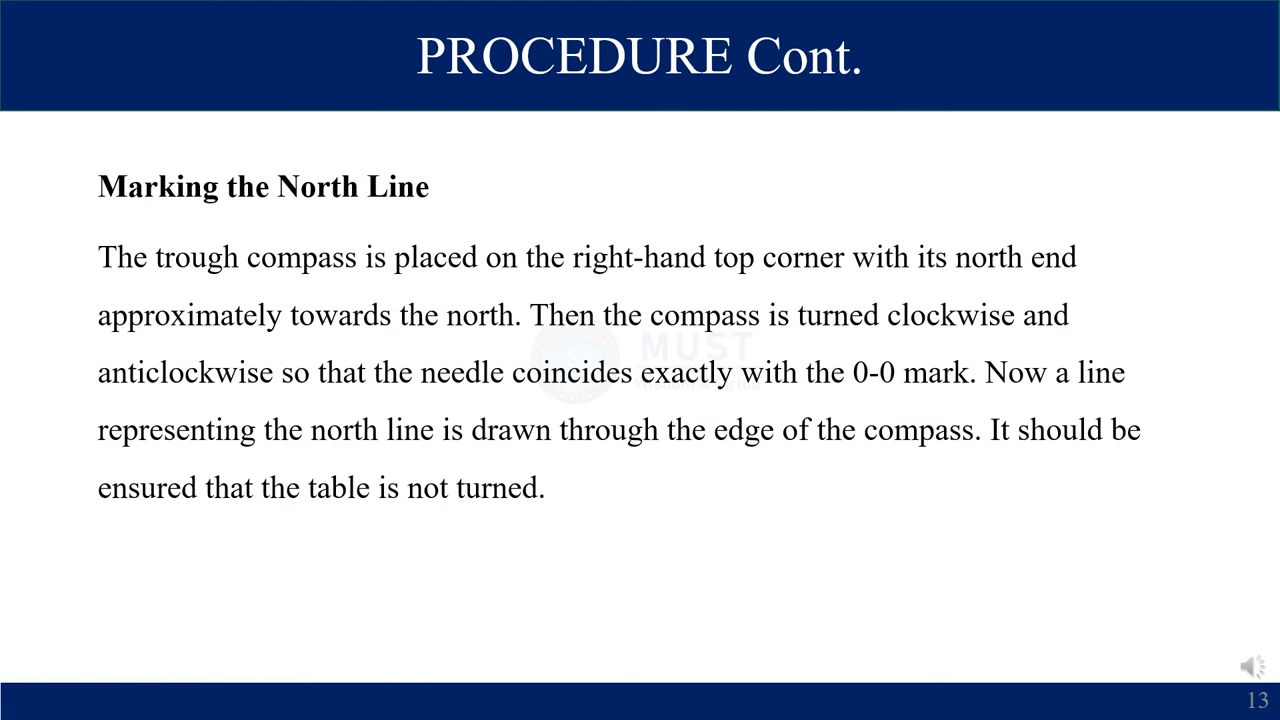 PROCEDURE Cont.
Marking the North Line
The trough compass is placed on the right-hand top corner with its north end
approximately towards the north. Then the compass is turned clockwise and
anticlockwise so that the needle coincides exactly with the 0-0 mark. Now a line
representing the north line is drawn through the edge of the compass. It should be
ensured that the table is not turned.
MUST
13